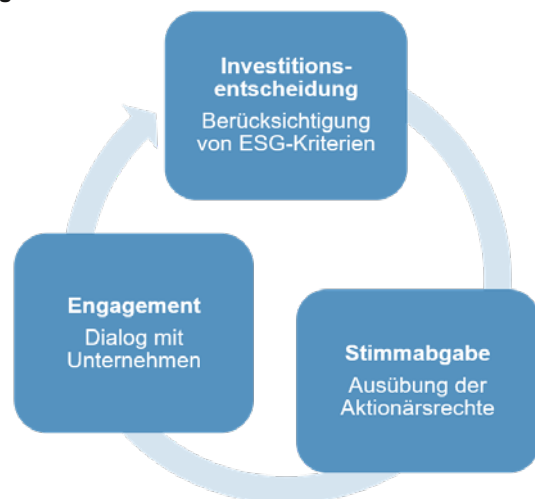 Investitions-
entscheidung
Berücksichtigung
von ESG-Kriterien
Engagement
Dialog mit
Unternehmen
Stimmabgabe
Ausübung der
Aktionärsrechte